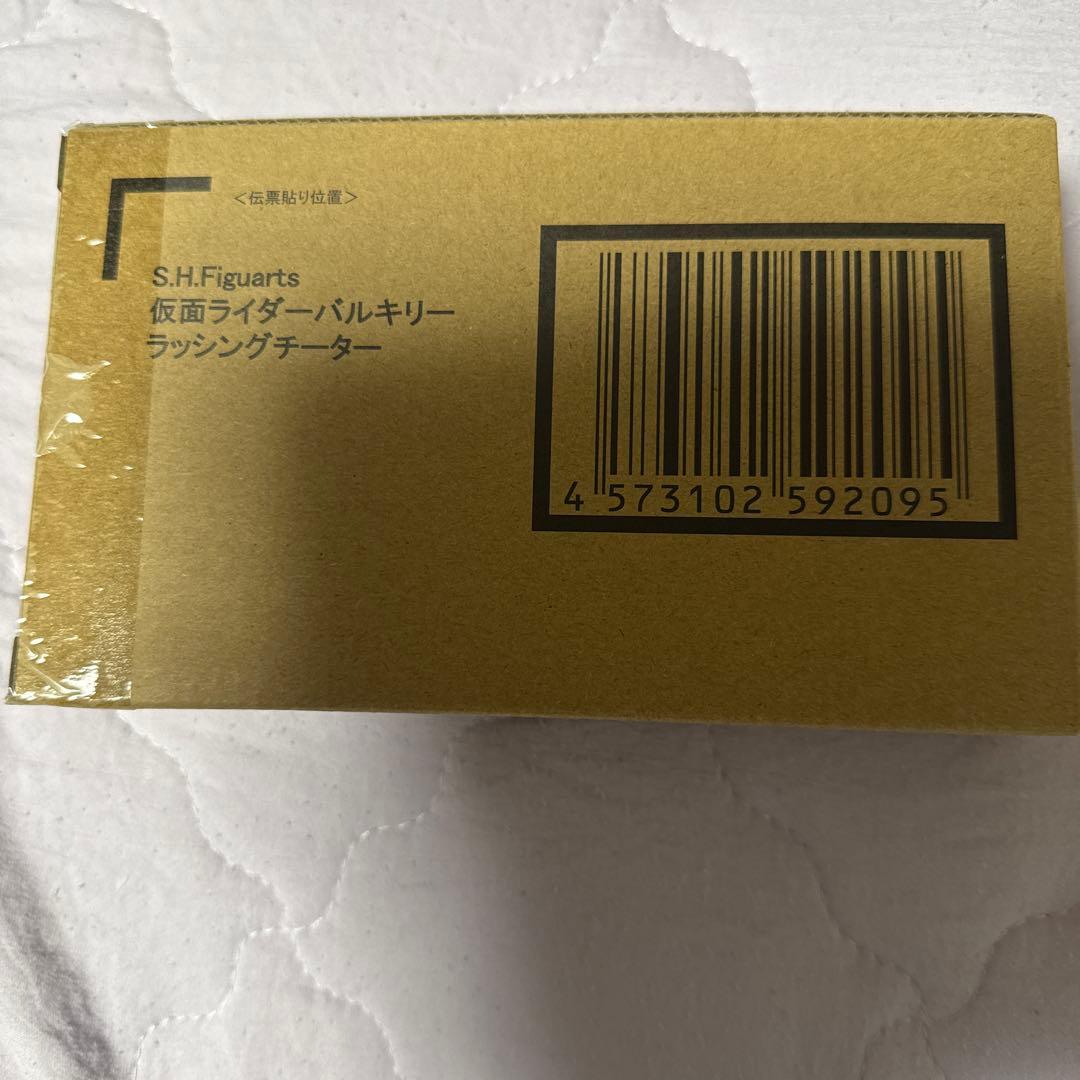 ＜伝票貼り位置＞
S.H.Figuarts
仮面ライダーバルキリー
ラッシングチーター
4 573102 592095